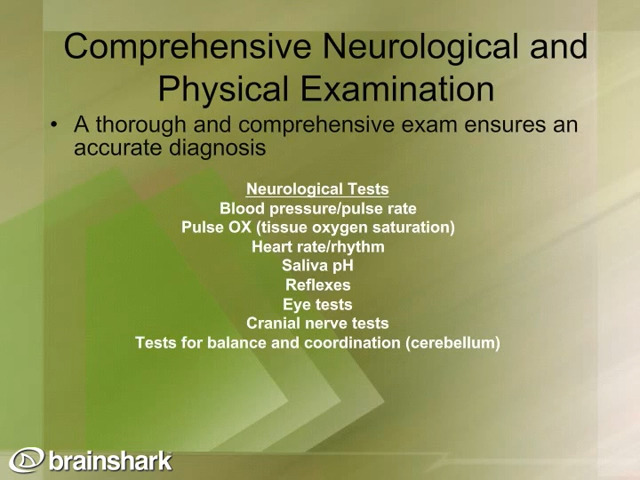 Comprehensive Neurological and
Physical Examination
• A thorough and comprehensive exam ensures an
accurate diagnosis
Neurological Tests
Blood pressure/pulse rate
Pulse OX (tissue oxygen saturation)
Heart rate/rhythm
Saliva pH
Reflexes
Eye tests
Cranial nerve tests
Tests for balance and coordination (cerebellum)
brainshark